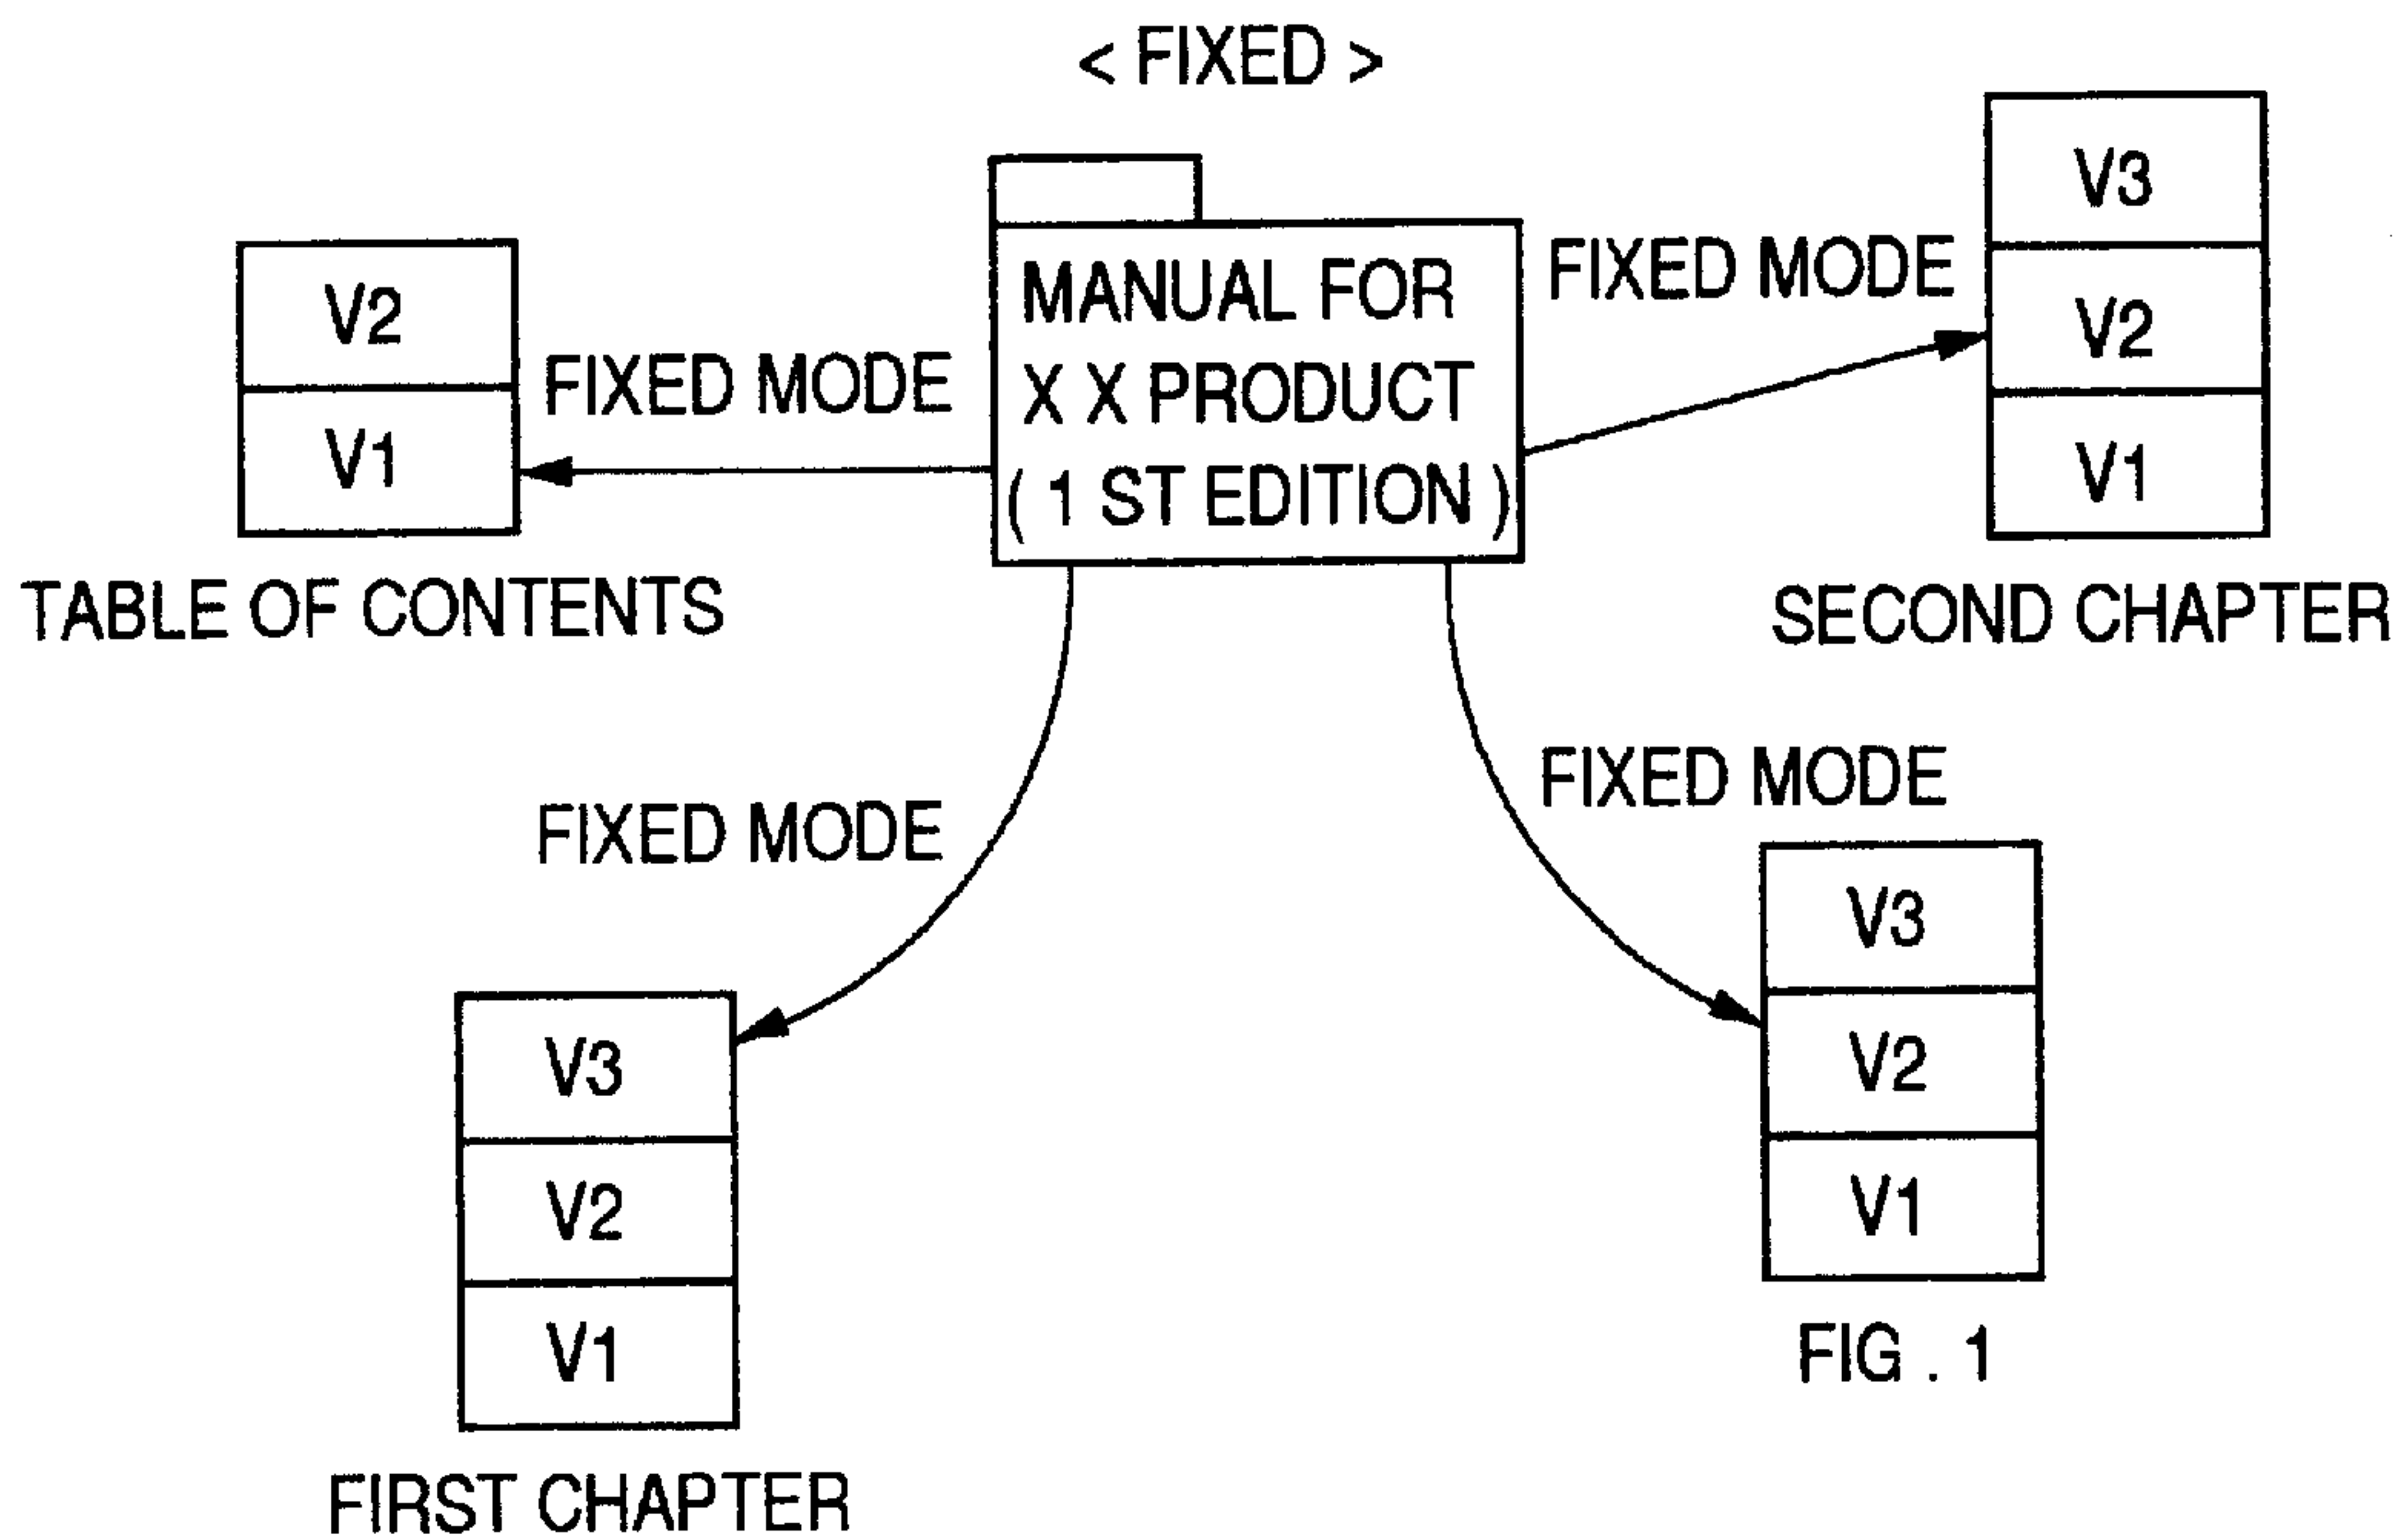 < FIXED >
V2
V1
TABLE OF CONTENTS
FIXED MODE
MANUAL FOR
X X PRODUCT
( 1 ST EDITION )
FIXED MODE
V3
V2
V1
SECOND CHAPTER
FIXED MODE
V3
V2
V1
FIRST CHAPTER
FIXED MODE
V3
V2
V1
FIG . 1